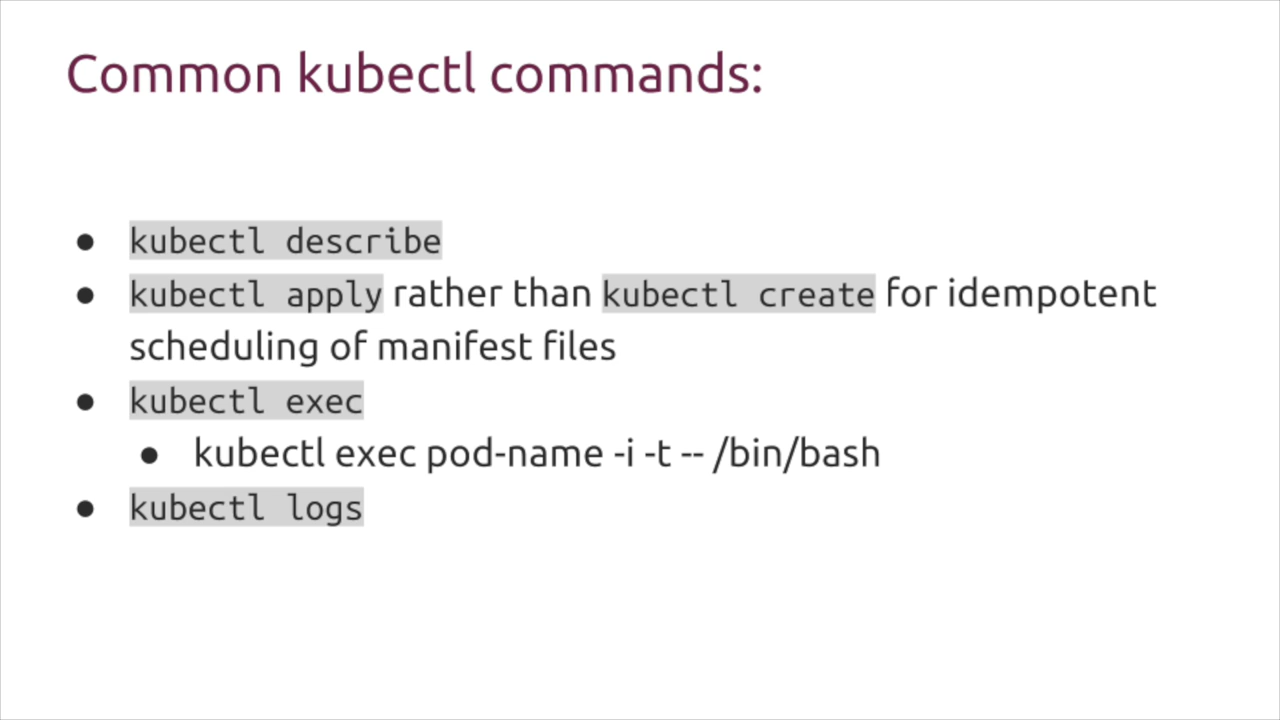 Common kubectl commands:
● kubectl describe
● kubectl apply rather than kubectl create for idempotent
scheduling of manifest files
● kubectl exec
● kubectl exec pod-name -i -t -- /bin/bash
● kubectl logs